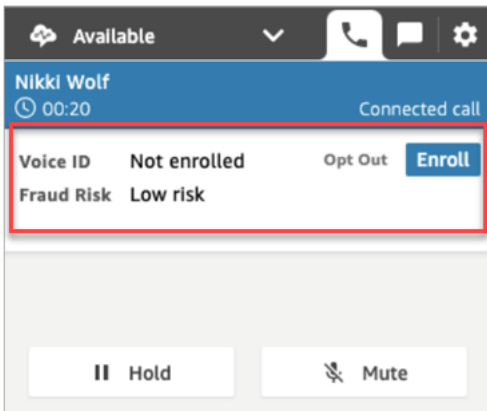 Available
Nikki Wolf
00:20 Connected call
Voice ID Not enrolled Opt Out Enroll
Fraud Risk Low risk
Hold Mute